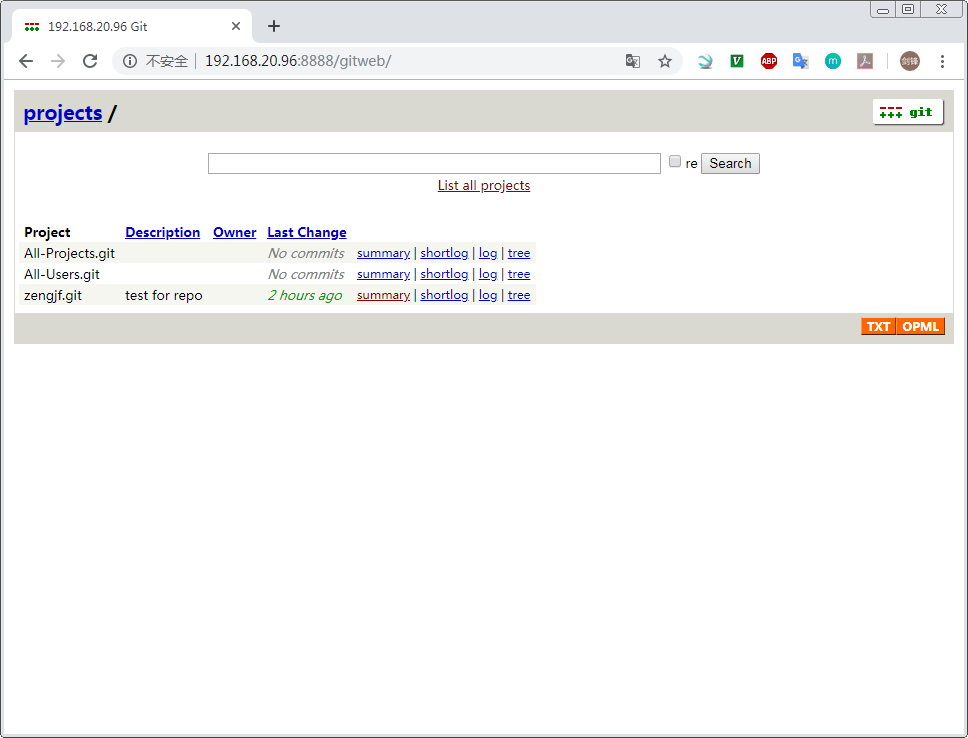 192.168.20.96 Git
不安全 192.168.20.96:8888/gitweb/
ABP
m
剑锋
projects /
git
re Search
List all projects
Project Description Owner Last Change
All-Projects.git No commits summary | shortlog | log | tree
All-Users.git No commits summary | shortlog | log | tree
zengjf.git test for repo 2 hours ago summary | shortlog | log | tree
TXT OPML